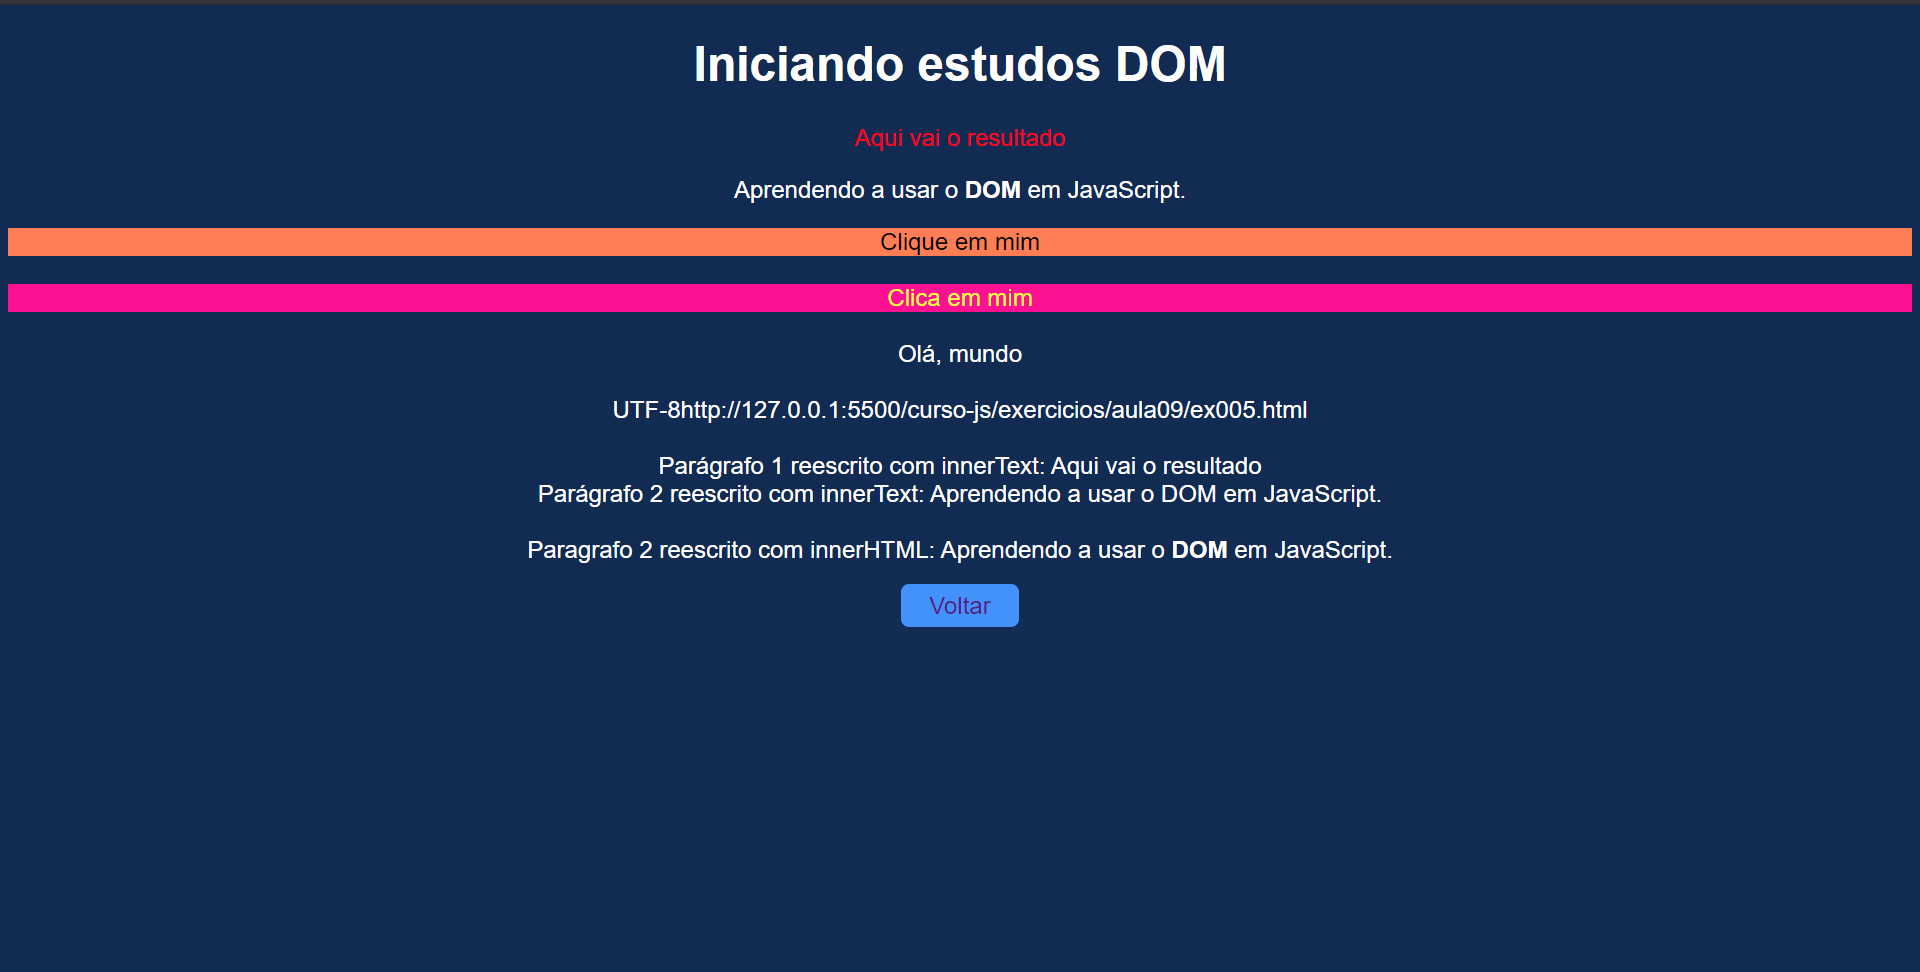 Iniciando estudos DOM
Aqui vai o resultado
Aprendendo a usar o DOM em JavaScript.
Clique em mim
Clica em mim
Olá, mundo
UTF-8http://127.0.0.1:5500/curso-js/exercicios/aula09/ex005.html
Parágrafo 1 reescrito com innerText: Aqui vai o resultado
Parágrafo 2 reescrito com innerText: Aprendendo a usar o DOM em JavaScript.
Paragrafo 2 reescrito com innerHTML: Aprendendo a usar o DOM em JavaScript.
Voltar